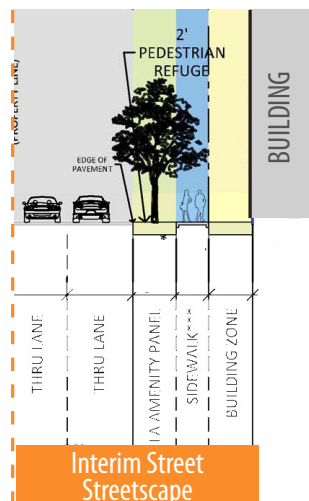 2'
PEDESTRIAN
REFUGE
(PROPERTY LINE)
BUILDING
EDGE OF
PAVEMENT
*
THRU LANE
THRU LANE
LA AMENITY PANEL
SIDEWALK***
BUILDING ZONE
Interim Street
Streetscape